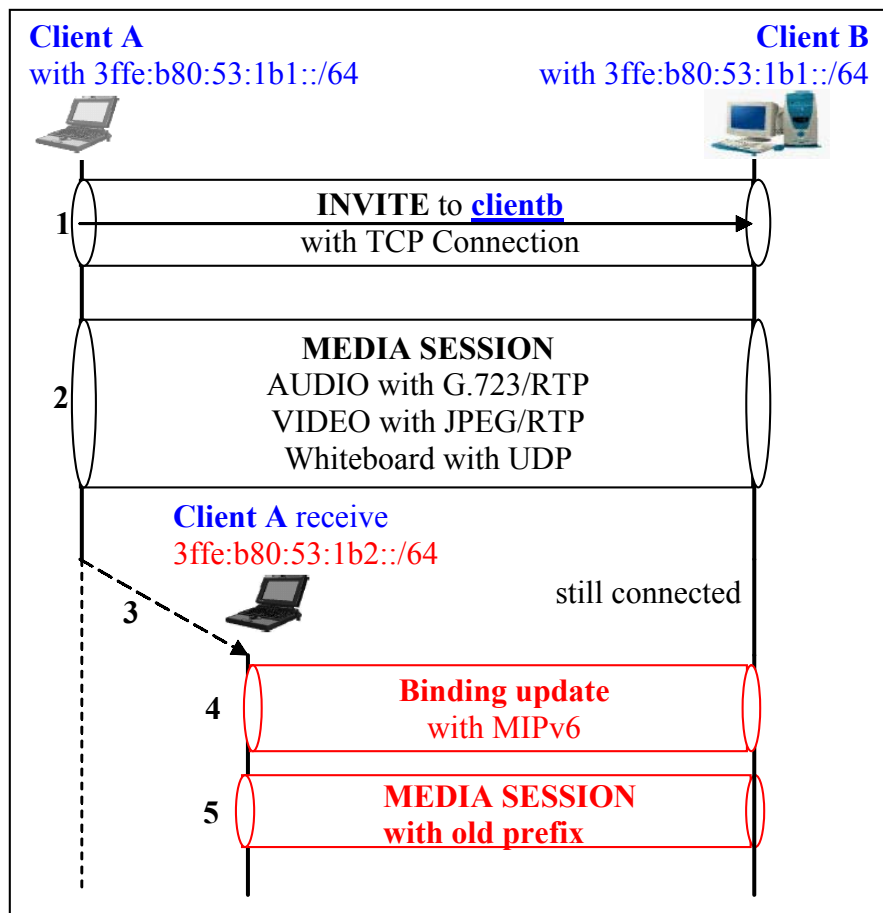 Client A
with 3ffe:b80:53:1b1::/64
Client B
with 3ffe:b80:53:1b1::/64
1
INVITE to clientb
with TCP Connection
2
MEDIA SESSION
AUDIO with G.723/RTP
VIDEO with JPEG/RTP
Whiteboard with UDP
Client A receive
3ffe:b80:53:1b2::/64
3
still connected
4
Binding update
with MIPv6
5
MEDIA SESSION
with old prefix